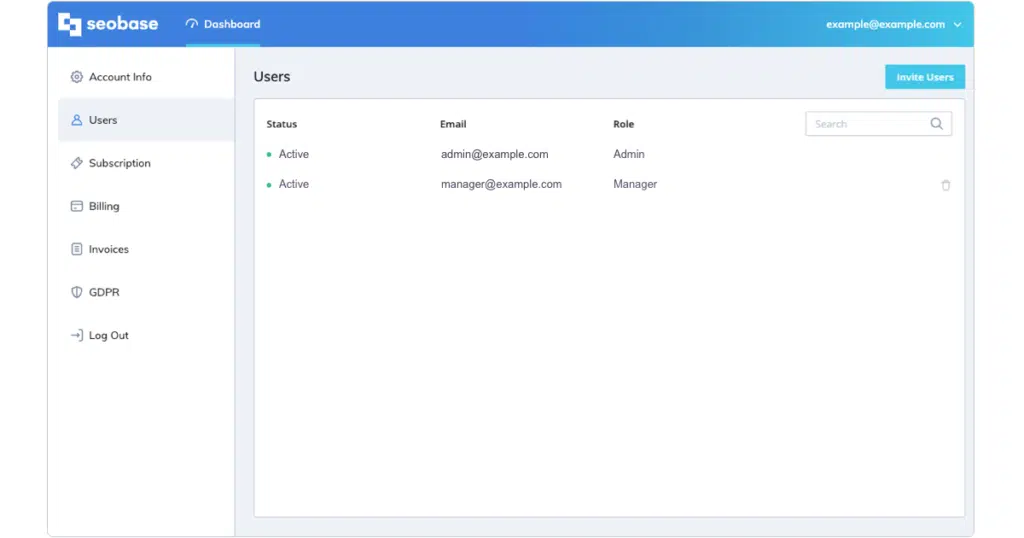 seobase Dashboard example@example.com
Account Info
Users
Subscription
Billing
Invoices
GDPR
Log Out
Users Invite Users
Status Email Role Search
Active admin@example.com Admin
Active manager@example.com Manager